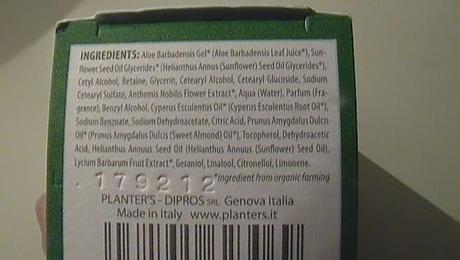 INGREDIENTS: Aloe Barbadensis Gel* (Aloe Barbadensis Leaf Juice*), Sun-
flower Seed Oil Glycerides* (Helianthus Annus (Sunflower) Seed Oil Glycerides*),
Cetyl Alcohol, Betaine, Glycerin, Cetearyl Alcohol, Cetearyl Glucoside, Sodium
Cetearyl Sulfate, Anthemis Nobilis Flower Extract*, Aqua (Water), Parfum (Fra-
grance), Benzyl Alcohol, Cyperus Esculentus Oil* (Cyperus Esculentus Root Oil*),
Sodium Benzoate, Sodium Dehydroacetate, Citric Acid, Prunus Amygdalus Dulcis
Oil* (Prunus Amygdalus Dulcis (Sweet Almond) Oil*), Tocopherol, Dehydroacetic
Acid, Helianthus Annuus Seed Oil (Helianthus Annuus (Sunflower) Seed Oil),
Lycium Barbarum Fruit Extract*, Geraniol, Linalool, Citronellol, Limonene.
179212
*ingredient from organic farming
PLANTER'S - DIPROS SRL Genova Italia
Made in Italy www.planters.it